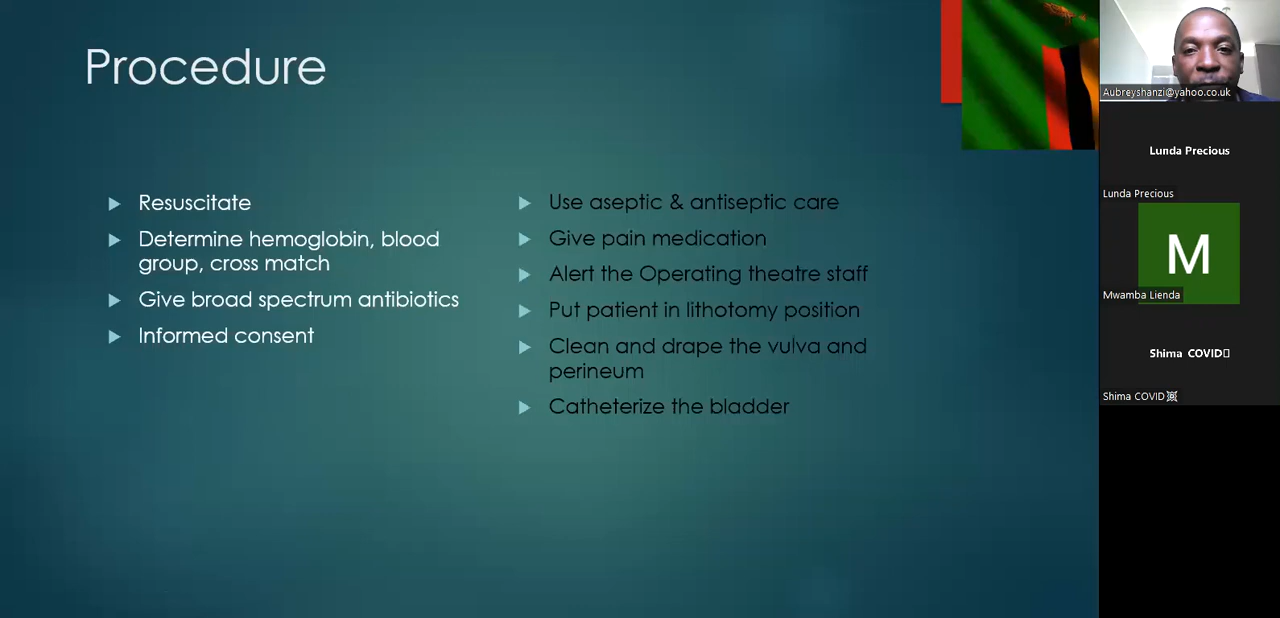 Procedure
Resuscitate
Determine hemoglobin, blood
group, cross match
Give broad spectrum antibiotics
Informed consent
Use aseptic & antiseptic care
Give pain medication
Alert the Operating theatre staff
Put patient in lithotomy position
Clean and drape the vulva and
perineum
Catheterize the bladder
Aubreyshanzi@yahoo.co.uk
Lunda Precious
Lunda Precious
M
Mwamba Lienda
Shima COVID
Shima COVID☠